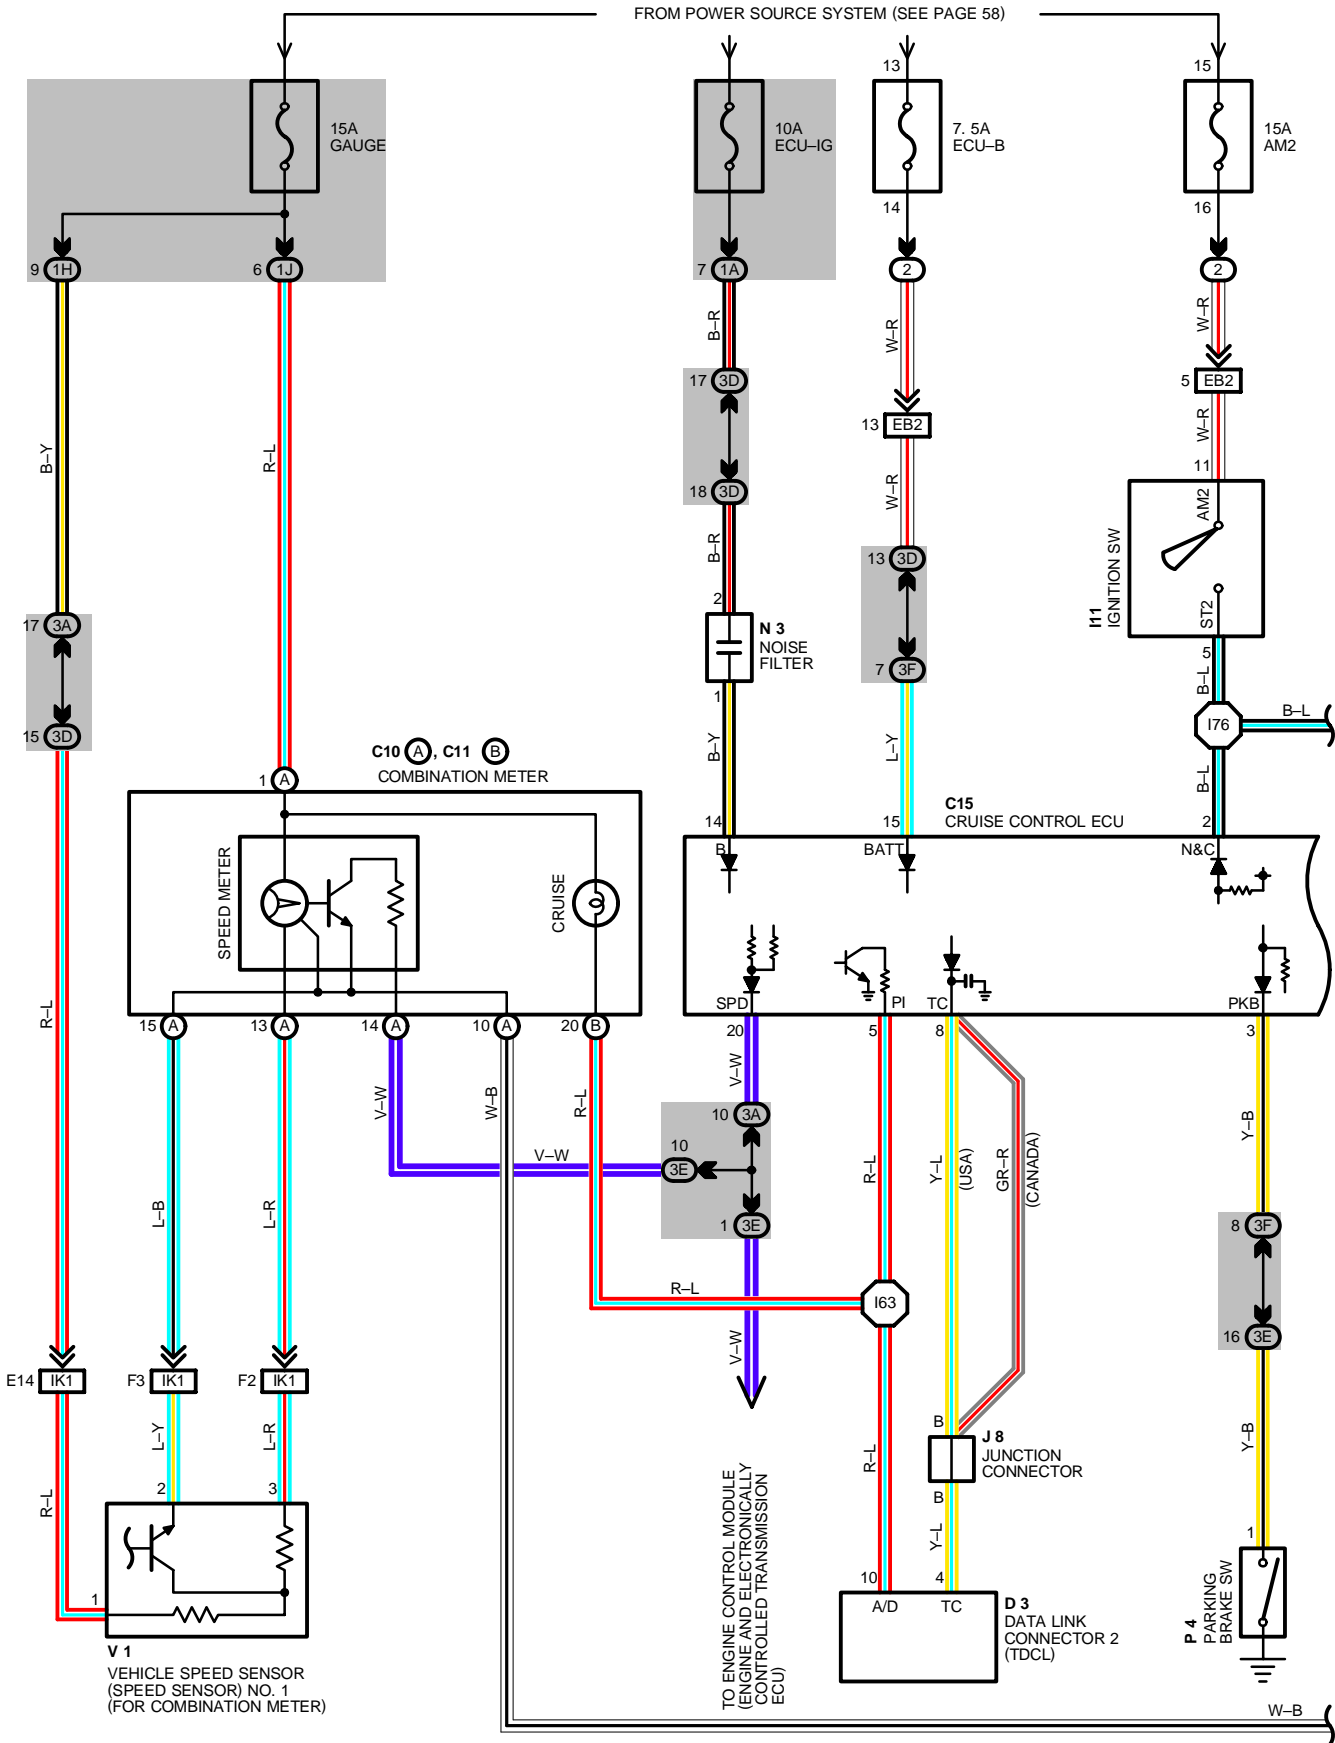 FROM POWER SOURCE SYSTEM (SEE PAGE 58)
13
15
15A
GAUGE
10A
ECU–IG
7. 5A
ECU–B
15A
AM2
14
16
9 1H
6 1J
7 1A
2
2
B–R
W–R
W–R
17 3D
5 EB2
13 EB2
B–Y
R–L
W–R
11
18 3D
W–R
AM2
I11
IGNITION SW
ST2
B–R
13 3D
2
17 3A
N 3
NOISE
FILTER
7 3F
5
B–L
1
I76
B–L
15 3D
C10 A, C11 B
COMBINATION METER
B–Y
L–Y
B–L
1 A
C15
CRUISE CONTROL ECU
14
15
2
B
BATT
N&C
SPEED METER
CRUISE
SPD
PI
TC
PKB
15 A
13 A
14 A
10 A
20 B
20
5
8
3
R–L
V–W
W–B
R–L
V–W
10 3A
Y–B
10
3E
V–W
R–L
Y–L
(USA)
GR–R
(CANADA)
L–B
L–R
1 3E
8 3F
R–L
I63
V–W
16 3E
E14 IK1
F3 IK1
F2 IK1
B
J 8
JUNCTION
CONNECTOR
L–Y
L–R
R–L
Y–B
R–L
2
3
B
TO ENGINE CONTROL MODULE
(ENGINE AND ELECTRONICALLY
CONTROLLED TRANSMISSION
ECU)
Y–L
1
1
10
4
A/D
TC
D 3
DATA LINK
CONNECTOR 2
(TDCL)
P 4
PARKING
BRAKE SW
V 1
VEHICLE SPEED SENSOR
(SPEED SENSOR) NO. 1
(FOR COMBINATION METER)
W–B